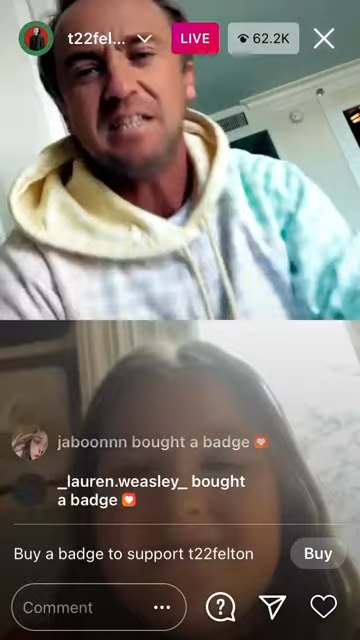 t22fel...
LIVE
62.2K
jaboonnn bought a badge
_lauren.weasley_ bought
a badge
Buy a badge to support t22felton
Buy
Comment